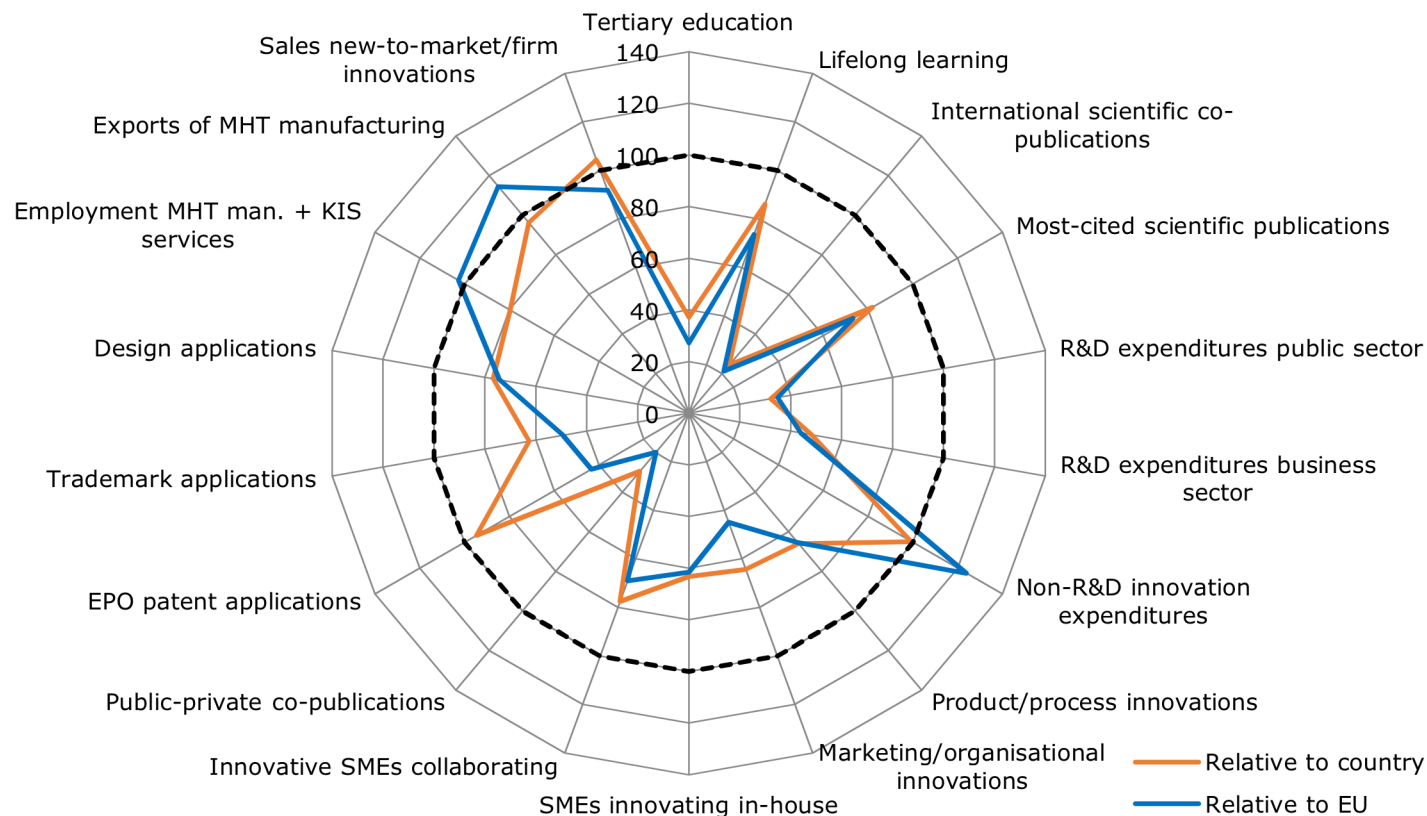 Tertiary education
Sales new-to-market/firm
innovations
140
Lifelong learning
120
Exports of MHT manufacturing
International scientific co-
publications
100
Employment MHT man. + KIS
services
80
Most-cited scientific publications
60
40
Design applications
R&D expenditures public sector
20
0
Trademark applications
R&D expenditures business
sector
EPO patent applications
Non-R&D innovation
expenditures
Public-private co-publications
Product/process innovations
Innovative SMEs collaborating
Marketing/organisational
innovations
SMEs innovating in-house
Relative to country
Relative to EU